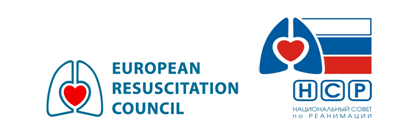 EUROPEAN
RESUSCITATION
COUNCIL
НСР
НАЦИОНАЛЬНЫЙ СОВЕТ
по РЕАНИМАЦИИ